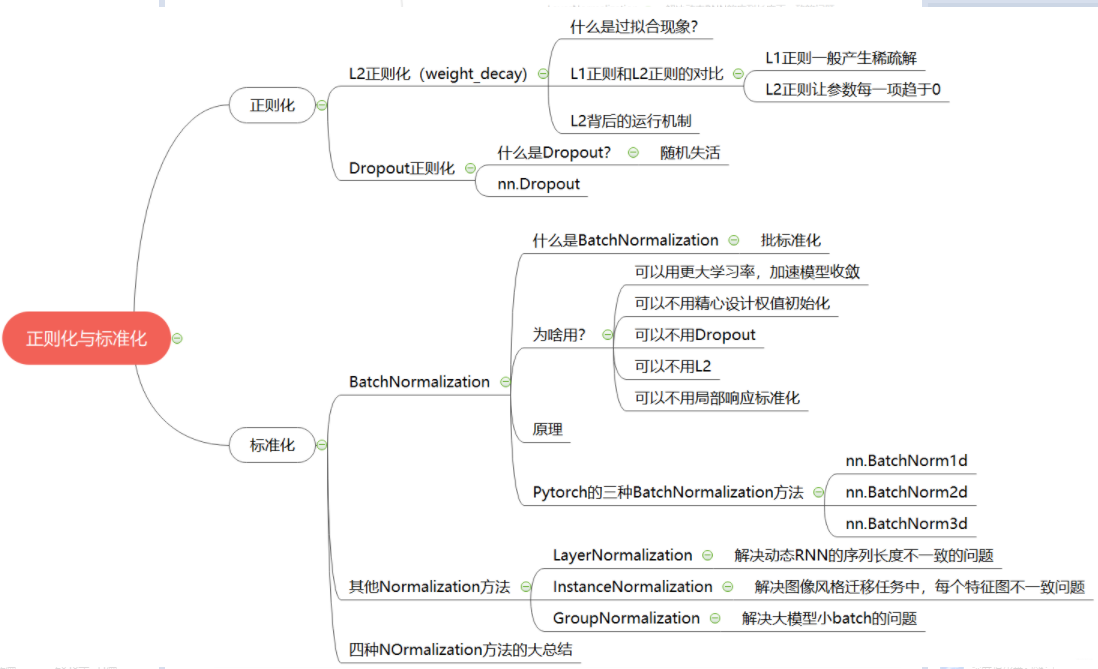 什么是过拟合现象？
L2正则化（weight_decay）
L1正则和L2正则的对比
L1正则一般产生稀疏解
L2正则让参数每一项趋于0
正则化
L2背后的运行机制
什么是Dropout？
随机失活
Dropout正则化
nn.Dropout
什么是BatchNormalization
批标准化
可以用更大学习率，加速模型收敛
可以不用精心设计权值初始化
为啥用？
可以不用Dropout
正则化与标准化
可以不用L2
BatchNormalization
可以不用局部响应标准化
原理
标准化
nn.BatchNorm1d
Pytorch的三种BatchNormalization方法
nn.BatchNorm2d
nn.BatchNorm3d
LayerNormalization
解决动态RNN的序列长度不一致的问题
其他Normalization方法
InstanceNormalization
解决图像风格迁移任务中，每个特征图不一致问题
GroupNormalization
解决大模型小batch的问题
四种NOrmalization方法的大总结